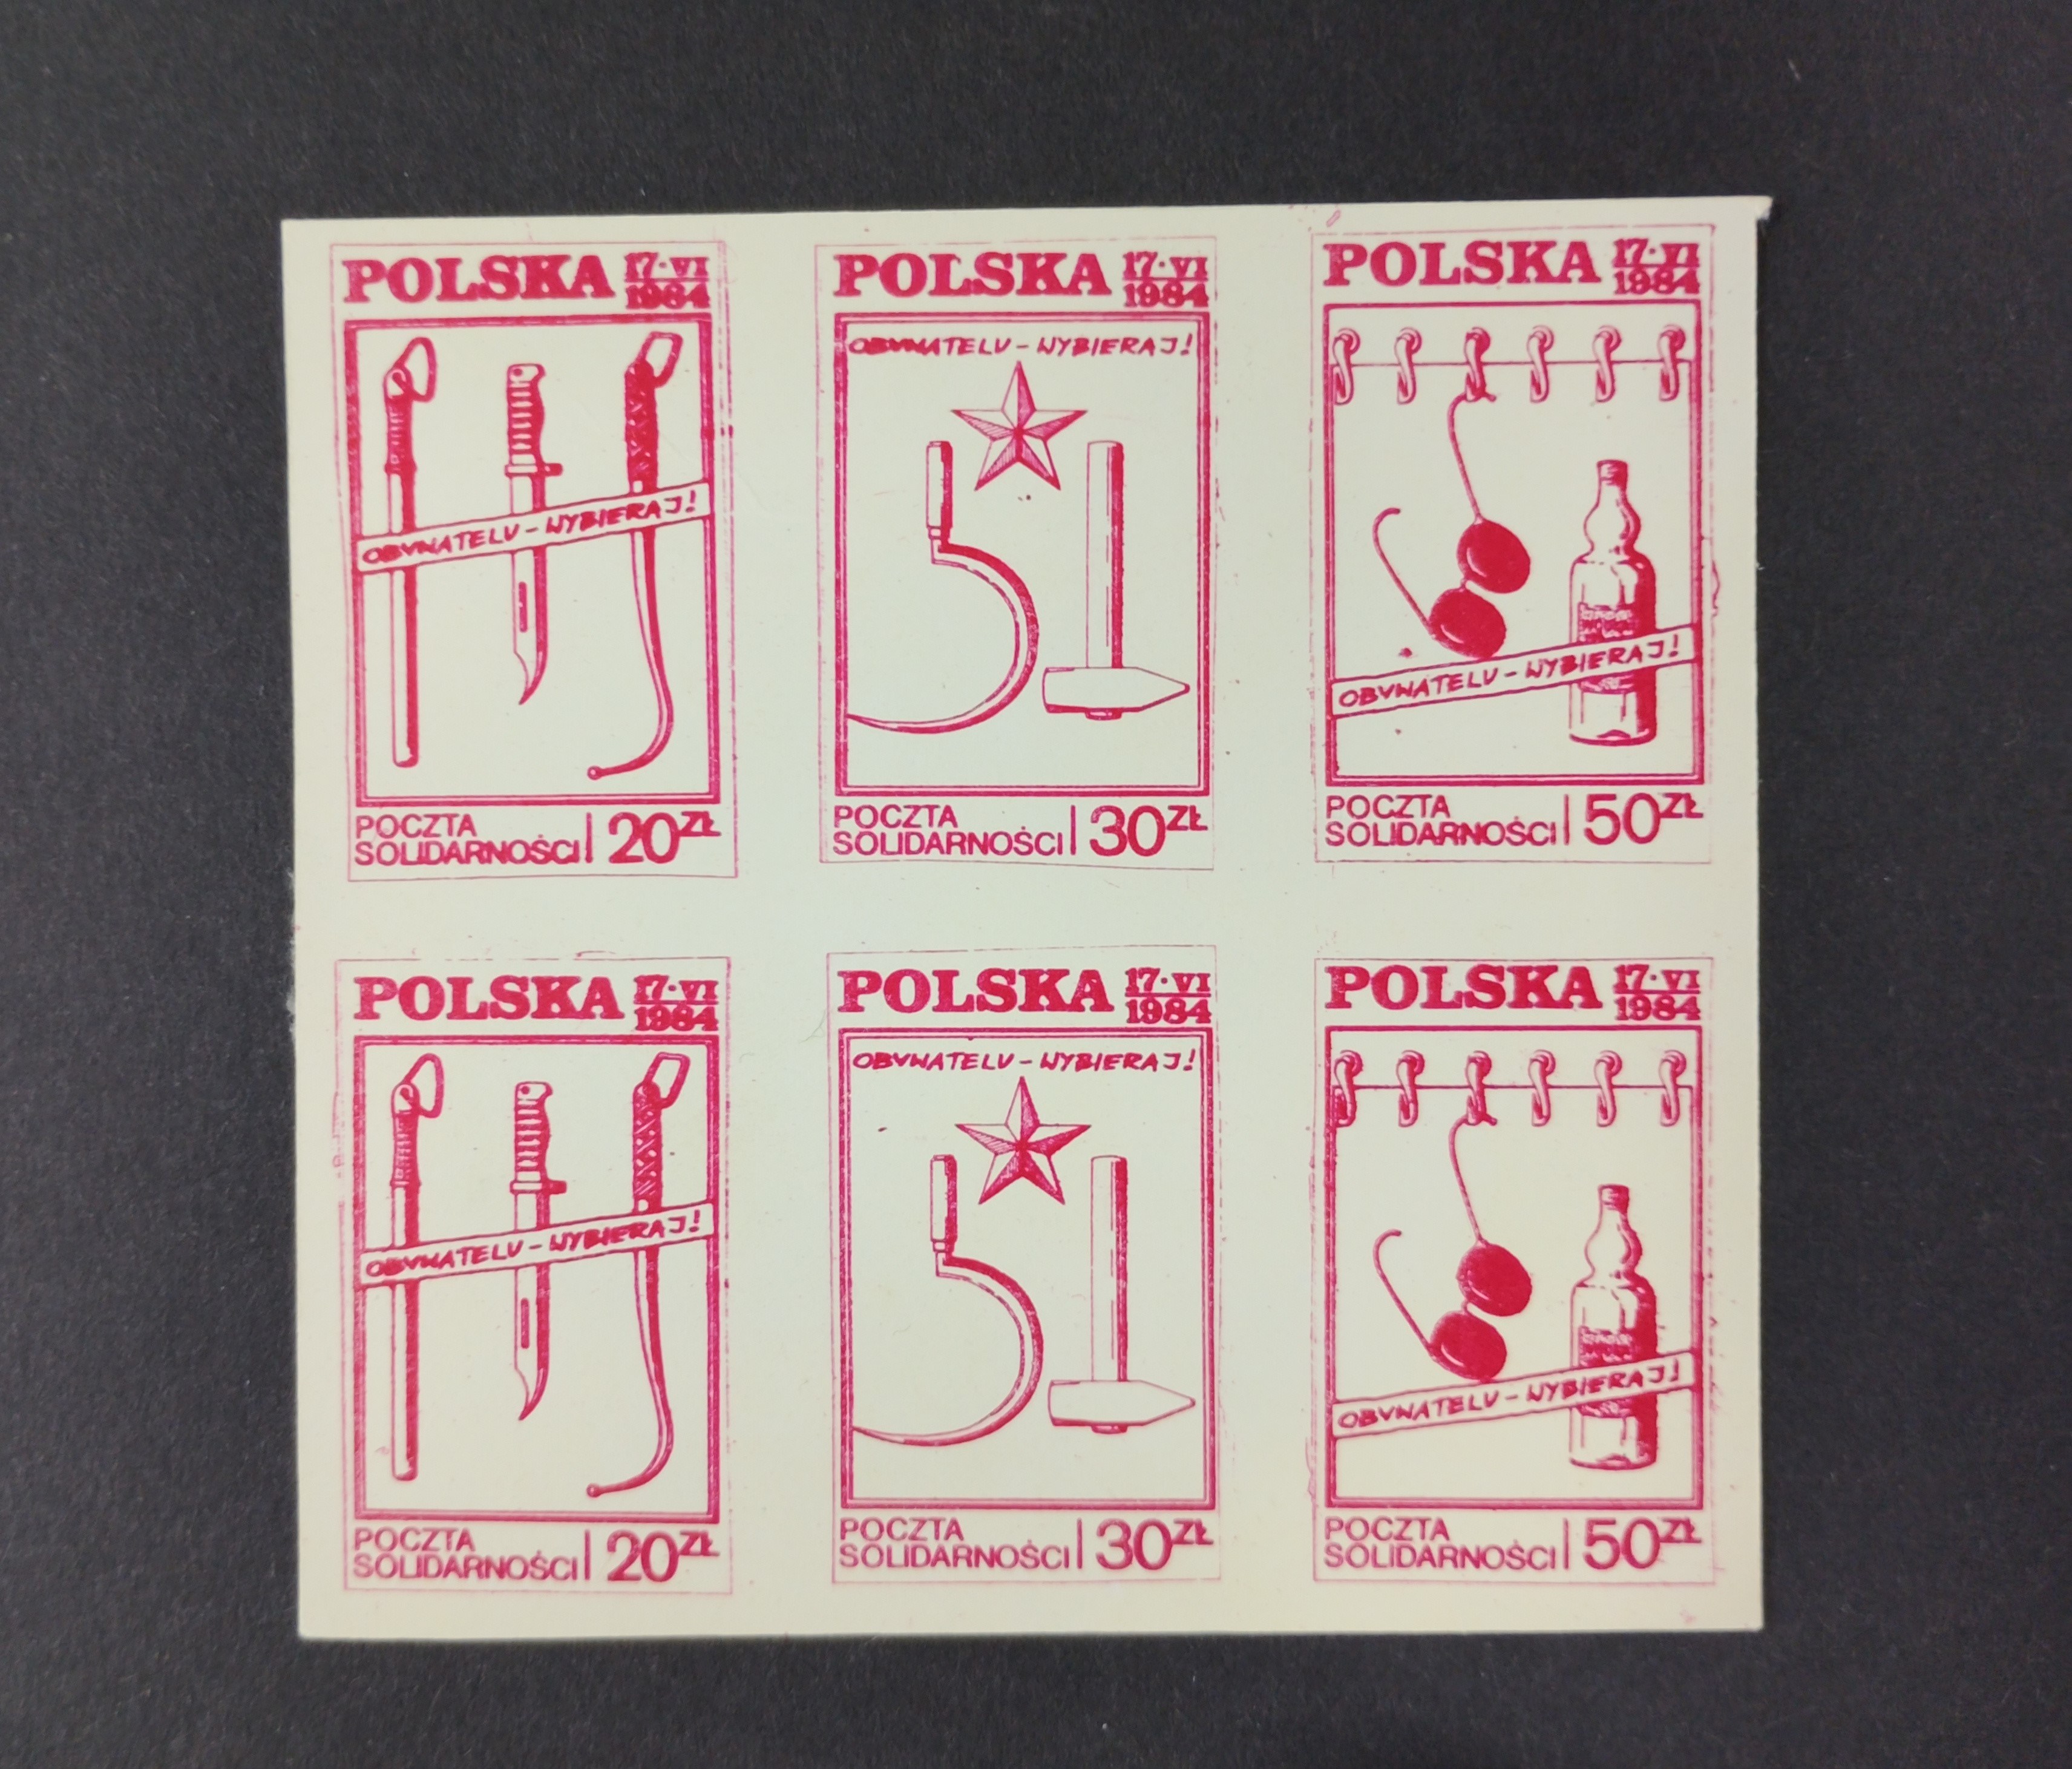 POLSKA 17·VI
1984
OBYWATELU - WYBIERAJ!
POCZTA
SOLIDARNOŚCI 20 ZŁ
POLSKA 17·VI
1984
OBYWATELU - WYBIERAJ!
POCZTA
SOLIDARNOŚCI 30 ZŁ
POLSKA 17·VI
1984
OBYWATELU - WYBIERAJ!
POCZTA
SOLIDARNOŚCI 50 ZŁ
POLSKA 17·VI
1984
OBYWATELU - WYBIERAJ!
POCZTA
SOLIDARNOŚCI 20 ZŁ
POLSKA 17·VI
1984
OBYWATELU - WYBIERAJ!
POCZTA
SOLIDARNOŚCI 30 ZŁ
POLSKA 17·VI
1984
OBYWATELU - WYBIERAJ!
POCZTA
SOLIDARNOŚCI 50 ZŁ